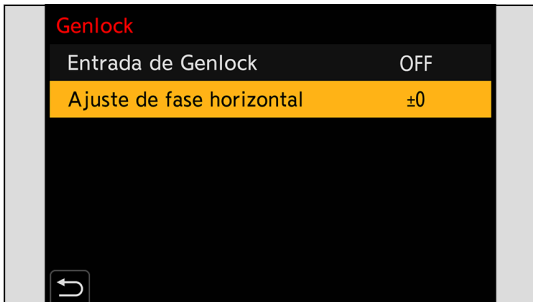 Genlock
Entrada de Genlock OFF
Ajuste de fase horizontal ±0